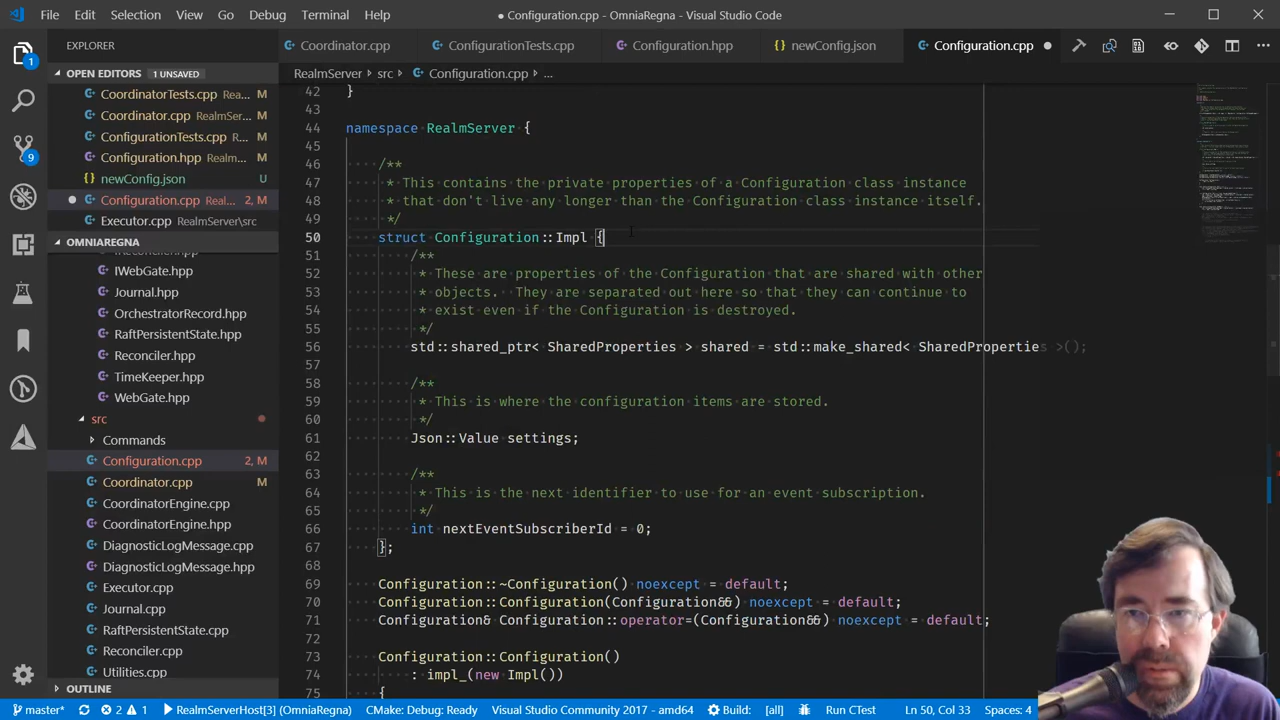 File Edit Selection View Go Debug Terminal Help
● Configuration.cpp - OmniaRegna - Visual Studio Code
EXPLORER
Coordinator.cpp ConfigurationTests.cpp Configuration.hpp newConfig.json Configuration.cpp
OPEN EDITORS 1 UNSAVED
CoordinatorTests.cpp Rea... M
Coordinator.cpp RealmSer... M
ConfigurationTests.cpp R... M
Configuration.hpp Realm... M
newConfig.json U
Configuration.cpp Real... 2, M
Executor.cpp RealmServer\src
OMNIAREGNA
IWebGate.hpp
Journal.hpp
OrchestratorRecord.hpp
RaftPersistentState.hpp
Reconciler.hpp
TimeKeeper.hpp
WebGate.hpp
src
Commands
Configuration.cpp 2, M
Coordinator.cpp M
CoordinatorEngine.cpp
CoordinatorEngine.hpp
DiagnosticLogMessage.cpp
DiagnosticLogMessage.hpp
Executor.cpp
Journal.cpp
RaftPersistentState.cpp
Reconciler.cpp
Utilities.cpp
OUTLINE
1
9
RealmServer > src > Configuration.cpp > ...
42 }
43
44 namespace RealmServer {
45
46 /**
47 * This contains the private properties of a Configuration class instance
48 * that don't live any longer than the Configuration class instance itself.
49 */
50 struct Configuration::Impl {
51 /**
52 * These are properties of the Configuration that are shared with other
53 * objects. They are separated out here so that they can continue to
54 * exist even if the Configuration is destroyed.
55 */
56 std::shared_ptr< SharedProperties > shared = std::make_shared< SharedProperties >();
57
58 /**
59 * This is where the configuration items are stored.
60 */
61 Json::Value settings;
62
63 /**
64 * This is the next identifier to use for an event subscription.
65 */
66 int nextEventSubscriberId = 0;
67 };
68
69 Configuration::~Configuration() noexcept = default;
70 Configuration::Configuration(Configuration&&) noexcept = default;
71 Configuration& Configuration::operator=(Configuration&&) noexcept = default;
72
73 Configuration::Configuration()
74 : impl_(new Impl())
75 {
master* 2 1 RealmServerHost[3] (OmniaRegna) CMake: Debug: Ready Visual Studio Community 2017 - amd64 Build: [all] Run CTest Ln 50, Col 33 Spaces: 4